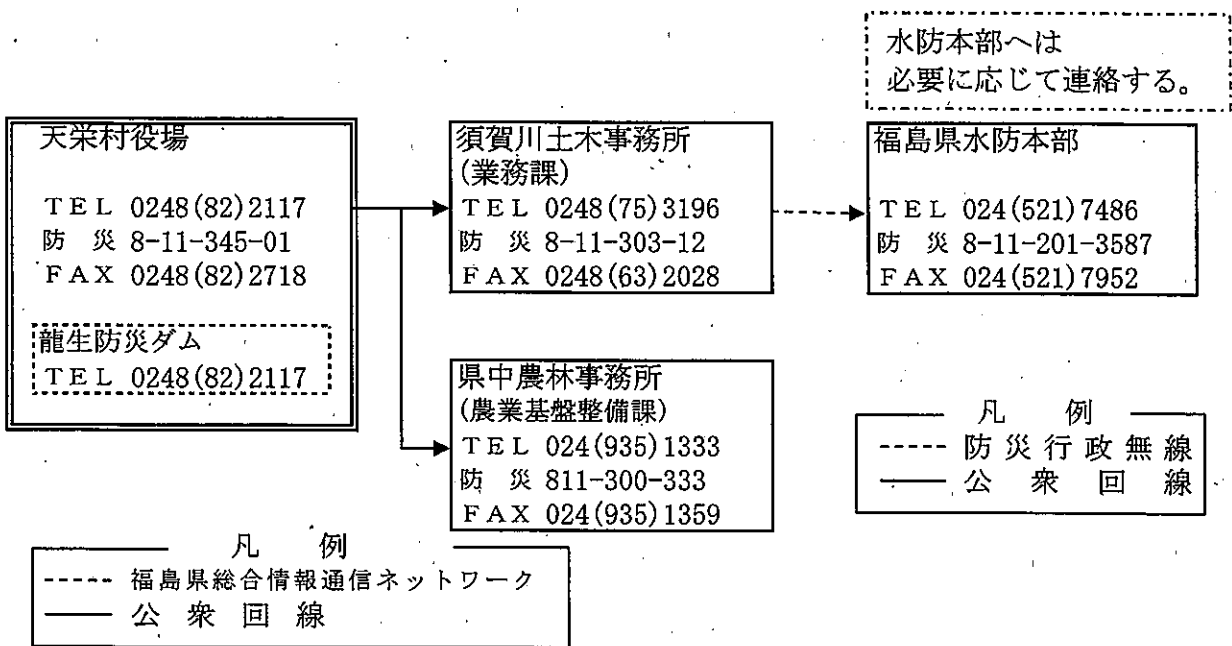 水防本部へは
必要に応じて連絡する。
天栄村役場
TEL 0248(82)2117
防 災 8-11-345-01
FAX 0248(82)2718
龍生防災ダム
TEL 0248(82)2117
須賀川土木事務所
(業務課)
TEL 0248(75)3196
防 災 8-11-303-12
FAX 0248(63)2028
福島県水防本部
TEL 024(521)7486
防 災 8-11-201-3587
FAX 024(521)7952
県中農林事務所
(農業基盤整備課)
TEL 024(935)1333
防 災 811-300-333
FAX 024(935)1359
凡 例
防災行政無線
公衆回線
凡 例
福島県総合情報通信ネットワーク
公衆回線